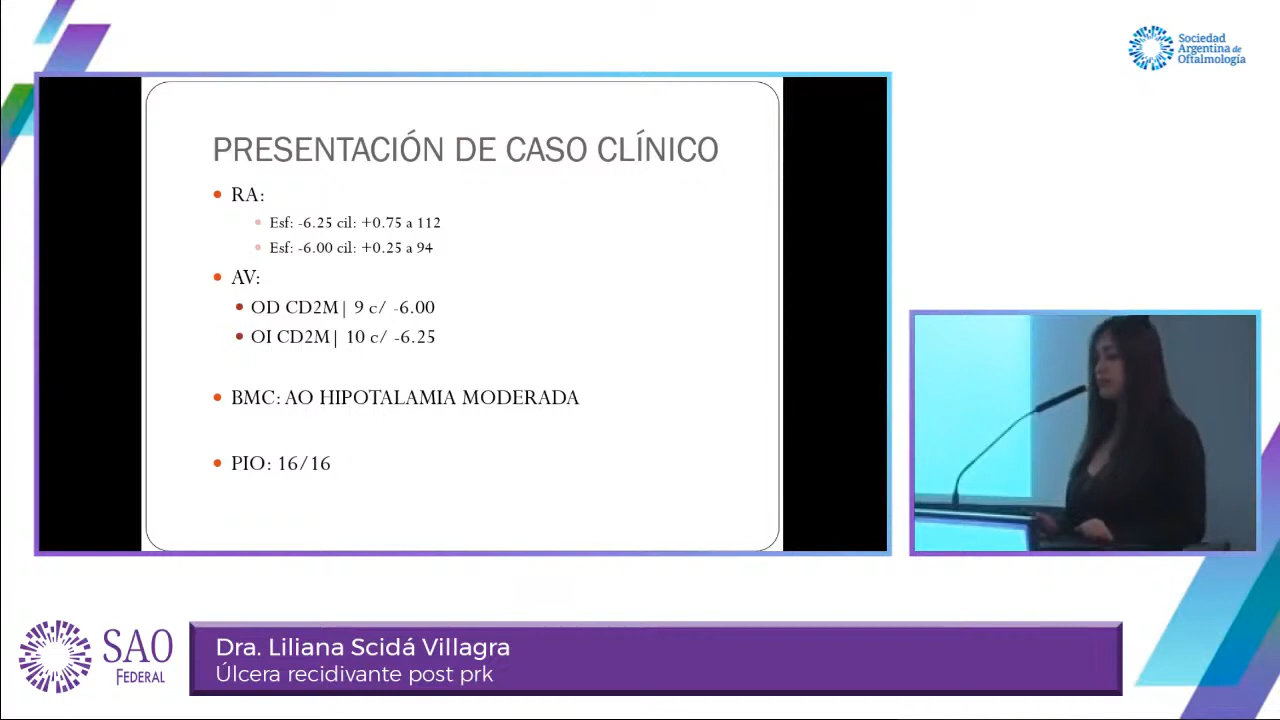 Sociedad
Argentina de
Oftalmología
PRESENTACIÓN DE CASO CLÍNICO
RA:
Esf: -6.25 cil: +0.75 a 112
Esf: -6.00 cil: +0.25 a 94
AV:
OD CD2M| 9 c/ -6.00
OI CD2M| 10 c/ -6.25
BMC: AO HIPOTALAMIA MODERADA
PIO: 16/16
SAO
FEDERAL
Dra. Liliana Scidá Villagra
Úlcera recidivante post prk